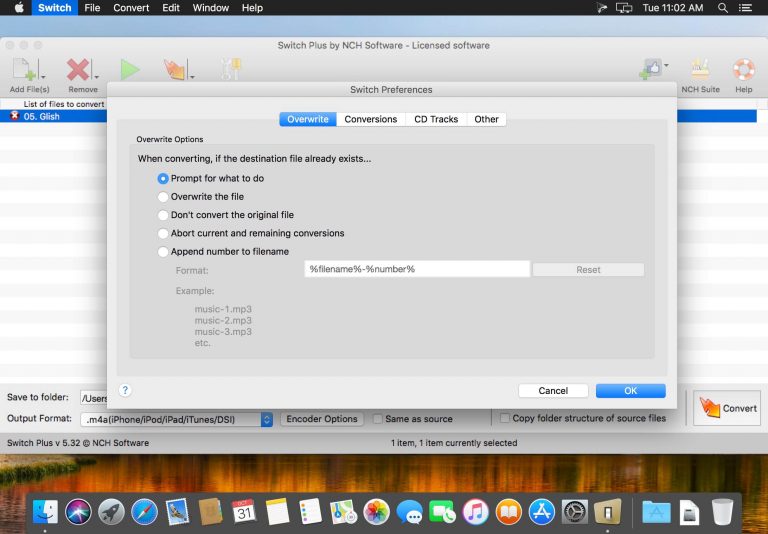 Switch File Convert Edit Window Help Tue 11:02 AM
Switch Plus by NCH Software - Licensed software
Add File(s) Remove NCH Suite Help
Switch Preferences
List of files to convert
05. Glish
Overwrite Conversions CD Tracks Other
Overwrite Options
When converting, if the destination file already exists...
Prompt for what to do
Overwrite the file
Don't convert the original file
Abort current and remaining conversions
Append number to filename
Format: %filename%-%number% Reset
Example:
music-1.mp3
music-2.mp3
music-3.mp3
etc.
? Cancel OK
Save to folder: /Users
Output Format: .m4a(iPhone/iPod/iPad/iTunes/DSI) Encoder Options Same as source Copy folder structure of source files Convert
Switch Plus v 5.32 © NCH Software 1 item, 1 item currently selected
31